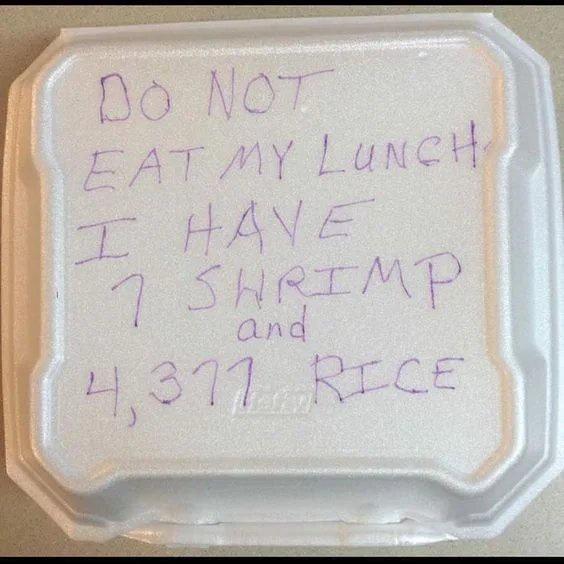 DO NOT
EAT MY LUNCH
I HAVE
7 SHRIMP
and
4,377 RICE